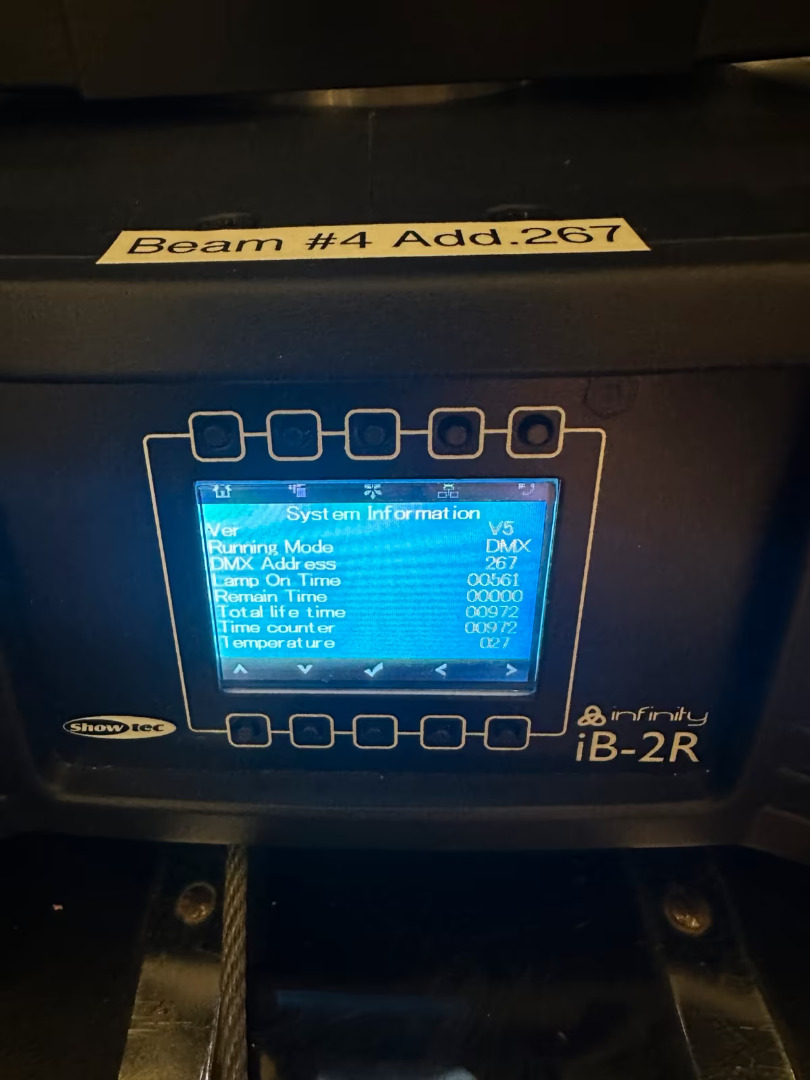 Beam #4 Add.267
System Information
Ver V5
Running Mode DMX
DMX Address 267
Lamp On Time 00561
Remain Time 00000
Total life time 00972
Time counter 00972
Temperature 027
Showtec
infinity
iB-2R